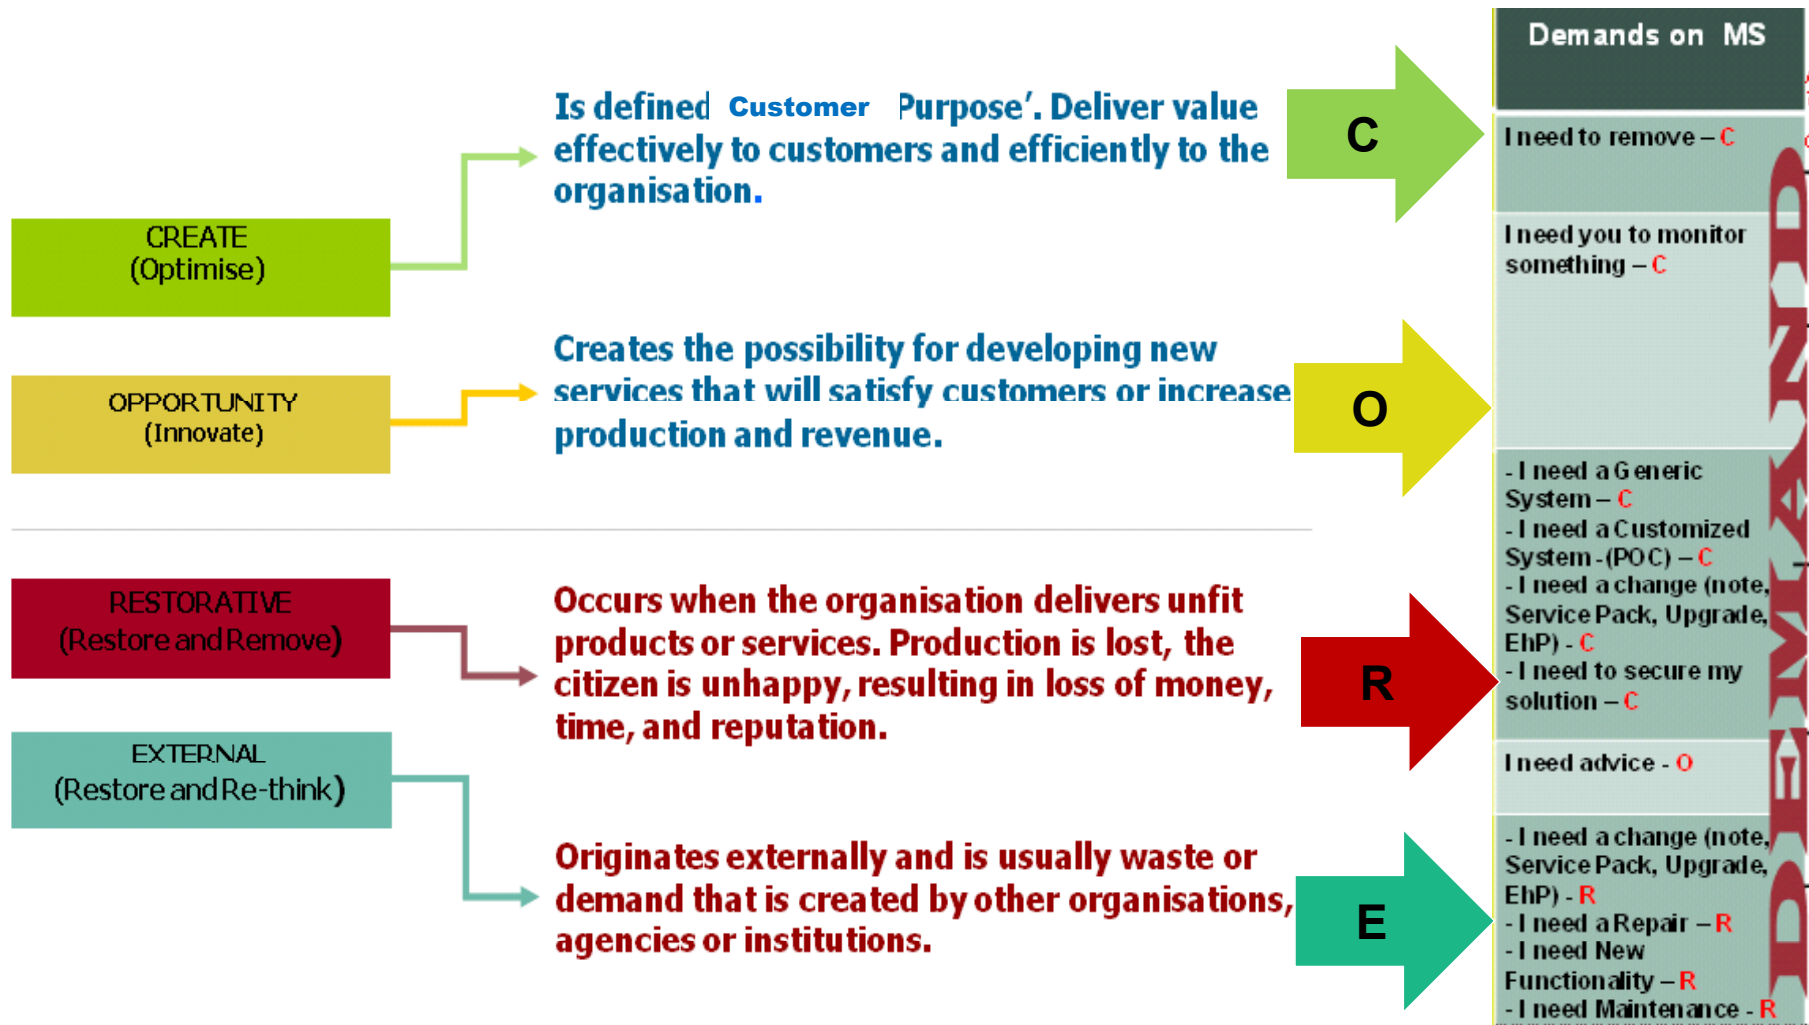 CREATE
(Optimise)
OPPORTUNITY
(Innovate)
RESTORATIVE
(Restore and Remove)
EXTERNAL
(Restore and Re-think)
Is defined Customer Purpose’. Deliver value
effectively to customers and efficiently to the
organisation.
Creates the possibility for developing new
services that will satisfy customers or increase
production and revenue.
Occurs when the organisation delivers unfit
products or services. Production is lost, the
citizen is unhappy, resulting in loss of money,
time, and reputation.
Originates externally and is usually waste or
demand that is created by other organisations,
agencies or institutions.
C
O
R
E
Demands on MS
I need to remove – C
I need you to monitor
something – C
- I need a Generic
System – C
- I need a Customized
System -(POC) – C
- I need a change (note,
Service Pack, Upgrade,
EhP) - C
- I need to secure my
solution – C
I need advice - O
- I need a change (note,
Service Pack, Upgrade,
EhP) - R
- I need a Repair – R
- I need New
Functionality – R
- I need Maintenance - R
DEMAND